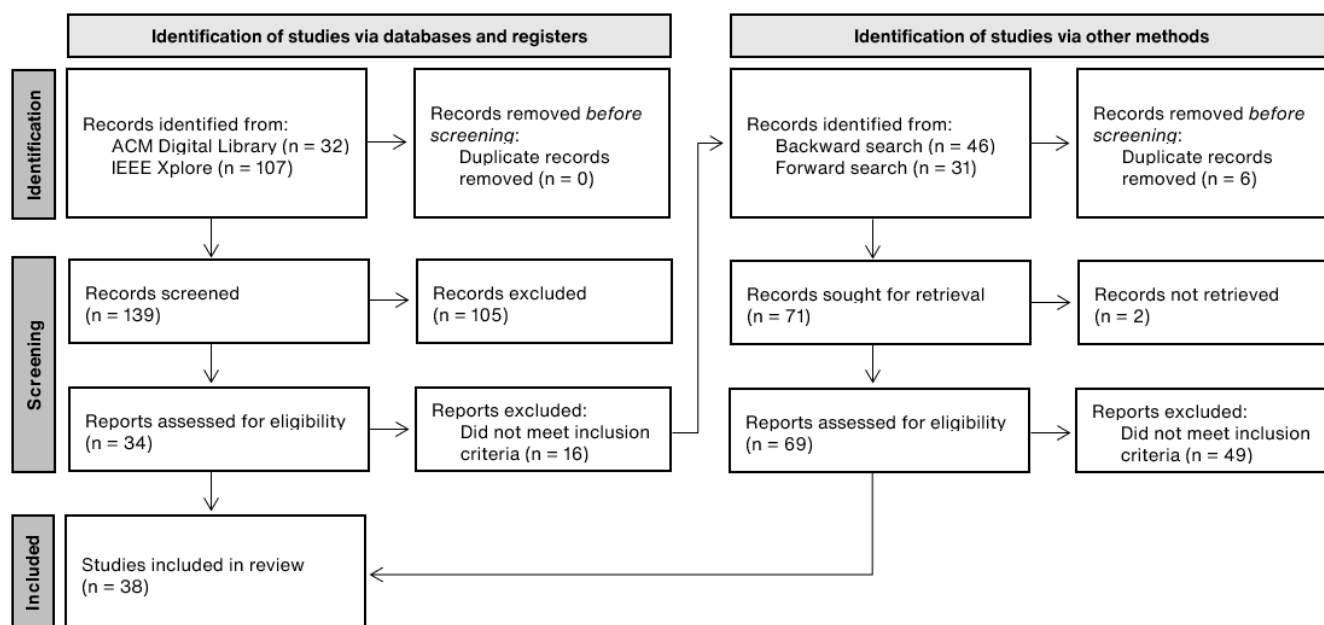 Identification of studies via databases and registers
Identification of studies via other methods
Identification
Records identified from:
ACM Digital Library (n = 32)
IEEE Xplore (n = 107)
Records removed before
screening:
Duplicate records
removed (n = 0)
Records identified from:
Backward search (n = 46)
Forward search (n = 31)
Records removed before
screening:
Duplicate records
removed (n = 6)
Screening
Records screened
(n = 139)
Records excluded
(n = 105)
Records sought for retrieval
(n = 71)
Records not retrieved
(n = 2)
Reports assessed for eligibility
(n = 34)
Reports excluded:
Did not meet inclusion
criteria (n = 16)
Reports assessed for eligibility
(n = 69)
Reports excluded:
Did not meet inclusion
criteria (n = 49)
Included
Studies included in review
(n = 38)